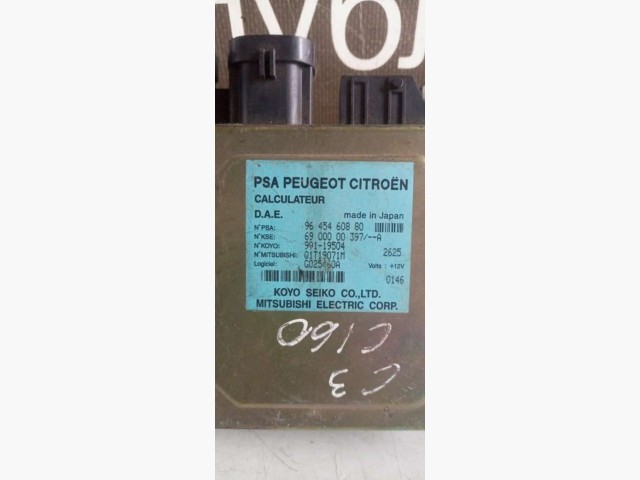 PSA PEUGEOT CITROËN
CALCULATEUR
D.A.E. made in Japan
N°PSA: 96 454 608 80
N°KSE: 69 000 00 397/--A
N°KOYO: 991-19504
N°MITSUBISHI: Q1T19071M 2625
Logiciel: Volts : +12V
0146
KOYO SEIKO CO.,LTD.
MITSUBISHI ELECTRIC CORP.
C160
C3